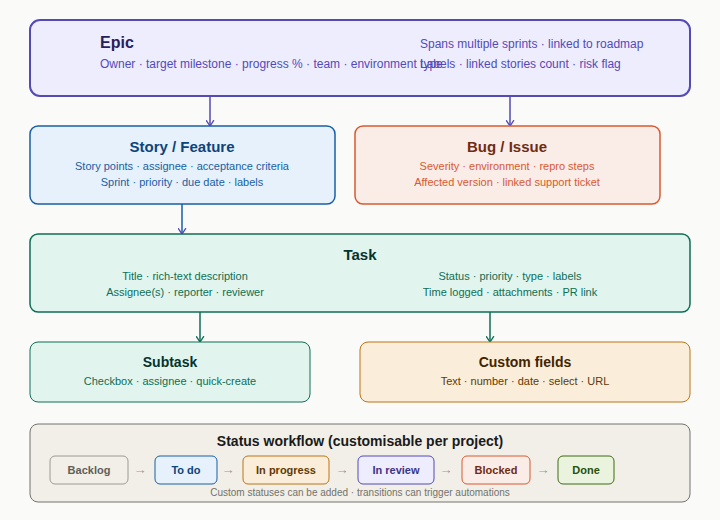 Epic
Spans multiple sprints · linked to roadmap
Owner · target milestone · progress % · team · environment type
Labels · linked stories count · risk flag
Story / Feature
Story points · assignee · acceptance criteria
Sprint · priority · due date · labels
Bug / Issue
Severity · environment · repro steps
Affected version · linked support ticket
Task
Title · rich-text description
Assignee(s) · reporter · reviewer
Status · priority · type · labels
Time logged · attachments · PR link
Subtask
Checkbox · assignee · quick-create
Custom fields
Text · number · date · select · URL
Status workflow (customisable per project)
Backlog → To do → In progress → In review → Blocked → Done
Custom statuses can be added · transitions can trigger automations